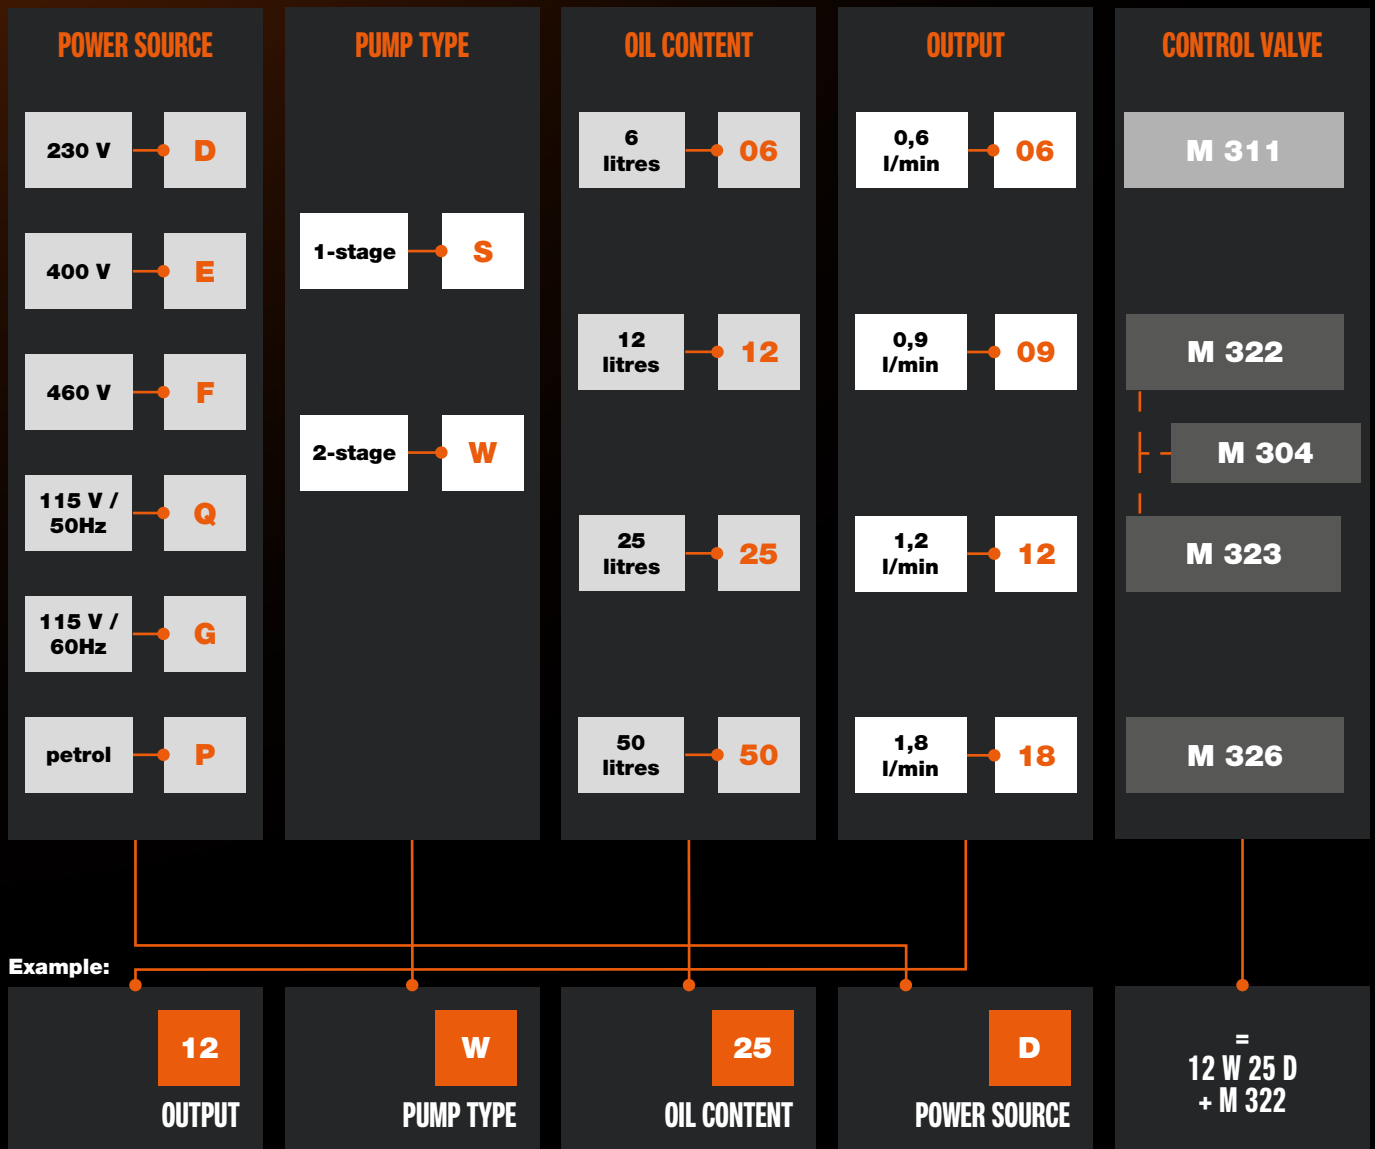 POWER SOURCE
230 V
D
400 V
E
460 V
F
115 V /
50Hz
Q
115 V /
60Hz
G
petrol
P
PUMP TYPE
1-stage
S
2-stage
W
OIL CONTENT
6
litres
06
12
litres
12
25
litres
25
50
litres
50
OUTPUT
0,6
l/min
06
0,9
l/min
09
1,2
l/min
12
1,8
l/min
18
CONTROL VALVE
M 311
M 322
M 304
M 323
M 326
Example:
12
OUTPUT
W
PUMP TYPE
25
OIL CONTENT
D
POWER SOURCE
=
12 W 25 D
+ M 322